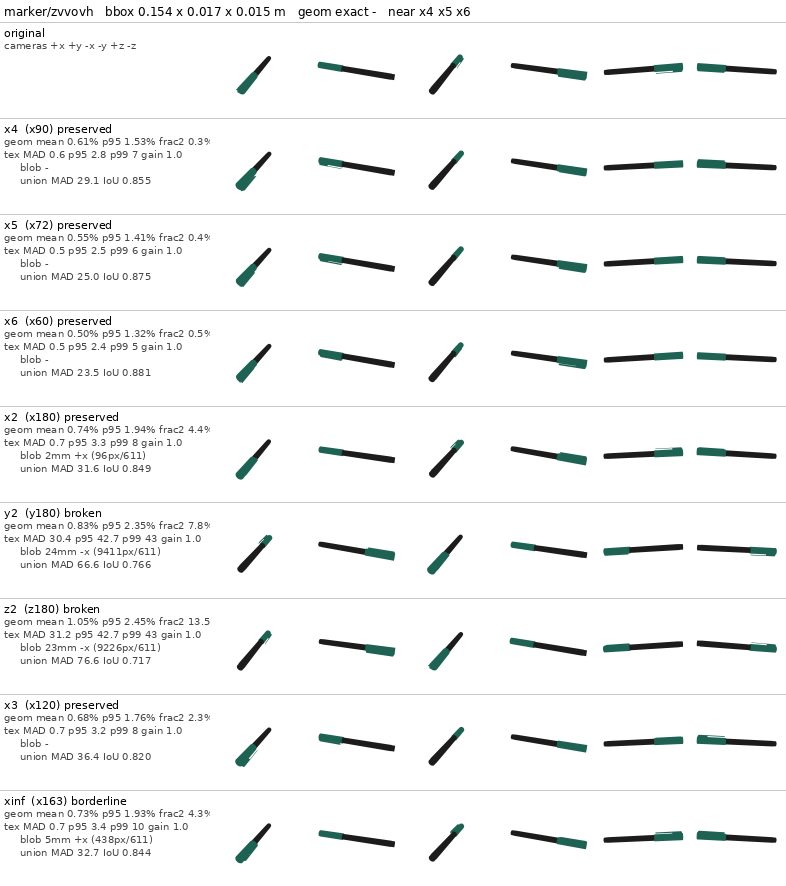 marker/zvvovh bbox 0.154 x 0.017 x 0.015 m geom exact - near x4 x5 x6
original
cameras +x +y -x -y +z -z
x4 (x90) preserved
geom mean 0.61% p95 1.53% frac2 0.3%
tex MAD 0.6 p95 2.8 p99 7 gain 1.0
blob -
union MAD 29.1 IoU 0.855
x5 (x72) preserved
geom mean 0.55% p95 1.41% frac2 0.4%
tex MAD 0.5 p95 2.5 p99 6 gain 1.0
blob -
union MAD 25.0 IoU 0.875
x6 (x60) preserved
geom mean 0.50% p95 1.32% frac2 0.5%
tex MAD 0.5 p95 2.4 p99 5 gain 1.0
blob -
union MAD 23.5 IoU 0.881
x2 (x180) preserved
geom mean 0.74% p95 1.94% frac2 4.4%
tex MAD 0.7 p95 3.3 p99 8 gain 1.0
blob 2mm +x (96px/611)
union MAD 31.6 IoU 0.849
y2 (y180) broken
geom mean 0.83% p95 2.35% frac2 7.8%
tex MAD 30.4 p95 42.7 p99 43 gain 1.0
blob 24mm -x (9411px/611)
union MAD 66.6 IoU 0.766
z2 (z180) broken
geom mean 1.05% p95 2.45% frac2 13.5
tex MAD 31.2 p95 42.7 p99 43 gain 1.0
blob 23mm -x (9226px/611)
union MAD 76.6 IoU 0.717
x3 (x120) preserved
geom mean 0.68% p95 1.76% frac2 2.3%
tex MAD 0.7 p95 3.2 p99 8 gain 1.0
blob -
union MAD 36.4 IoU 0.820
xinf (x163) borderline
geom mean 0.73% p95 1.93% frac2 4.3%
tex MAD 0.7 p95 3.4 p99 10 gain 1.0
blob 5mm +x (438px/611)
union MAD 32.7 IoU 0.844